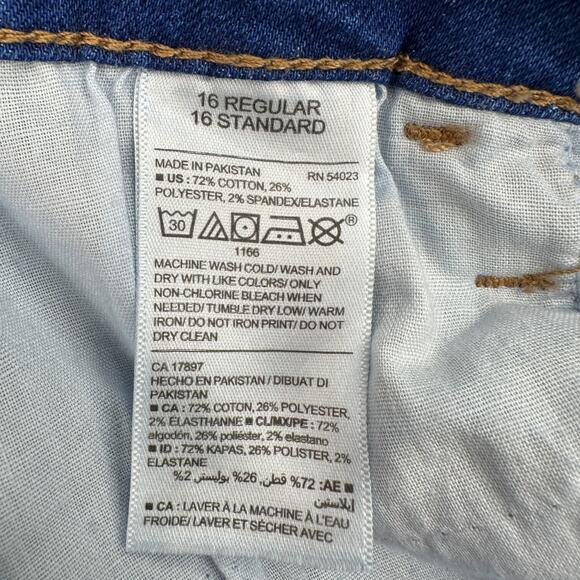 16 REGULAR
16 STANDARD
MADE IN PAKISTAN RN 54023
■ US : 72% COTTON, 26%
POLYESTER, 2% SPANDEX/ELASTANE
30 ®
1166
MACHINE WASH COLD/ WASH AND
DRY WITH LIKE COLORS/ ONLY
NON-CHLORINE BLEACH WHEN
NEEDED/ TUMBLE DRY LOW/ WARM
IRON/ DO NOT IRON PRINT/ DO NOT
DRY CLEAN
CA 17897
HECHO EN PAKISTAN / DIBUAT DI
PAKISTAN
■ CA : 72% COTON, 26% POLYESTER,
2% ÉLASTHANNE ■ CL/MX/PE : 72%
algodón, 26% poliéster, 2% elastano
■ ID : 72% KAPAS, 26% POLISTER, 2%
ELASTANE
■ AE: 72% قطن, 26% بوليستر, 2%
إيلاستين
■ CA : LAVER À LA MACHINE À L'EAU
FROIDE/ LAVER ET SÉCHER AVEC